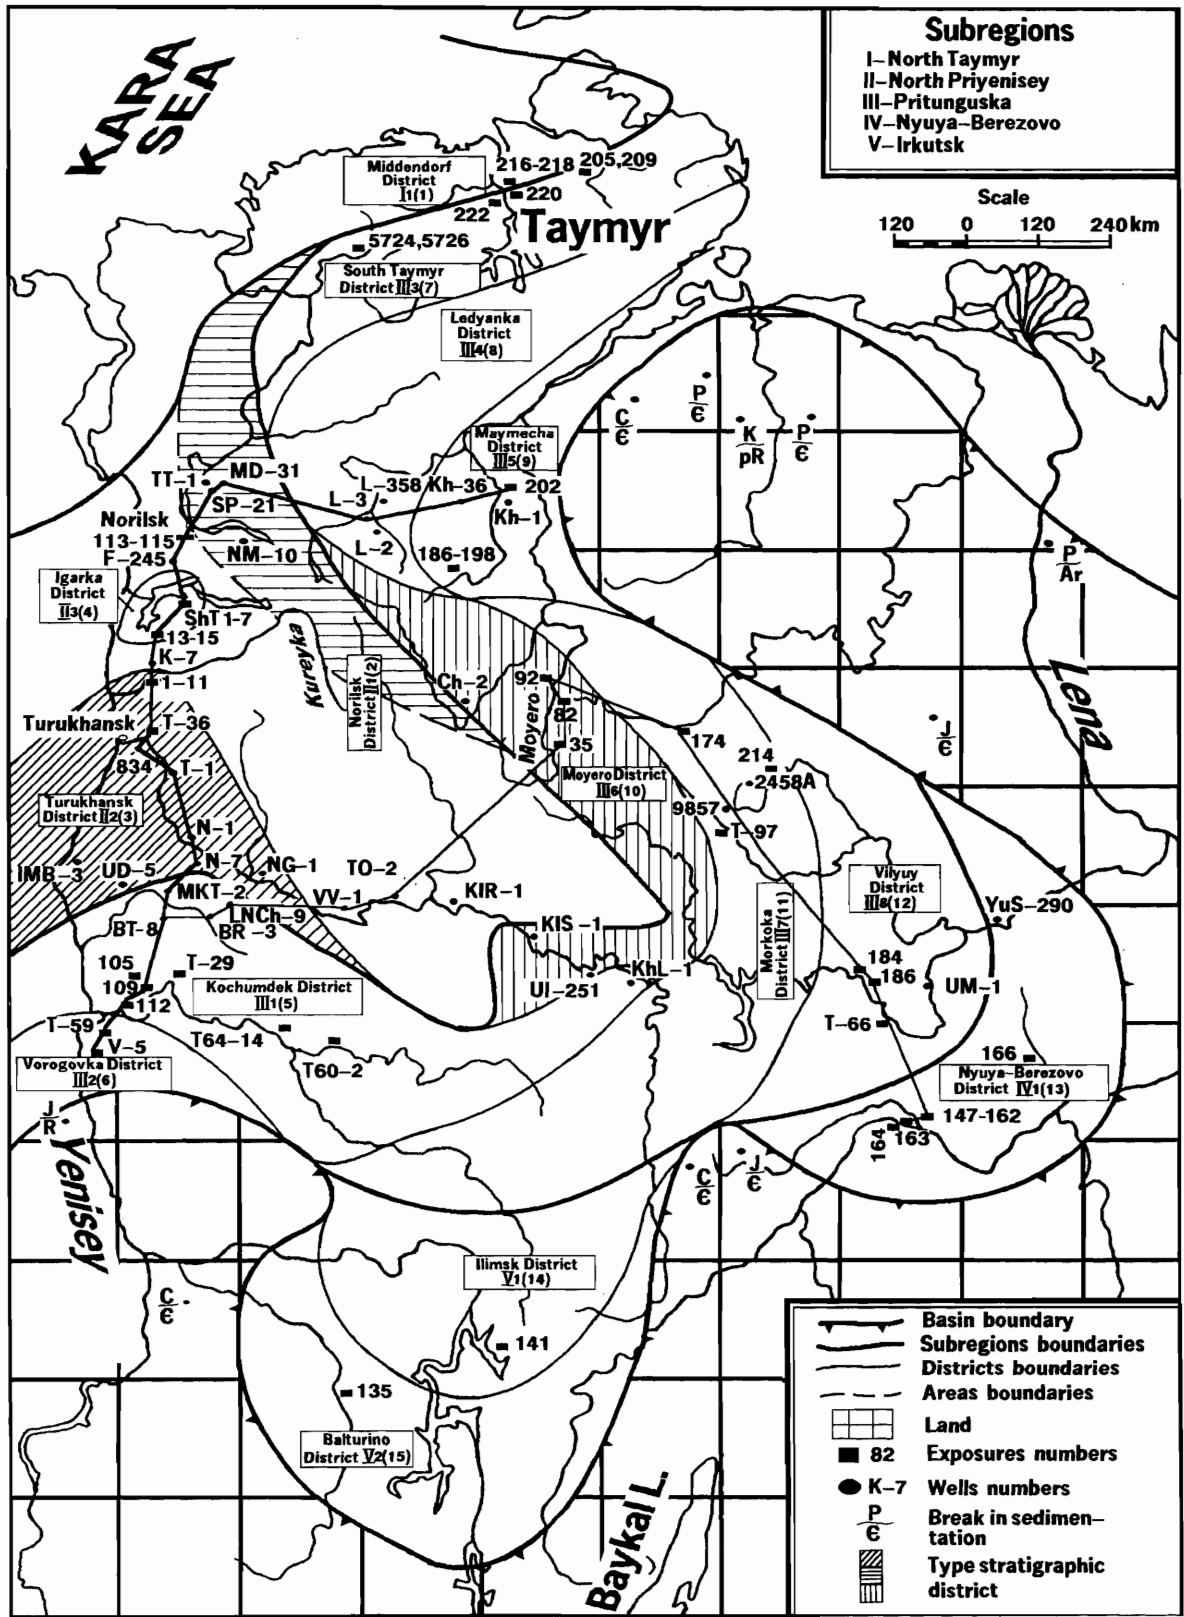 KARA
SEA
Subregions
I–North Taymyr
II–North Priyenisey
III–Pritunguska
IV–Nyuya–Berezovo
V–Irkutsk
Scale
120 0 120 240 km
Middendorf
District
I1(1)
216-218
205,209
220
222
Taymyr
5724,5726
South Taymyr
District III3(7)
Ledyanka
District
III4(8)
P
Є
C
Є
K
pR
P
Є
Maymecha
District
III5(9)
TT-1
MD-31
L-358
Kh-36
202
SP-21
L-3
Kh-1
Norilsk
113-115
NM-10
L-2
F-245
186-198
P
Ar
Igarka
District
II3(4)
ShT 1-7
13-15
K-7
1-11
Kureyka
Norilsk
District II1(2)
Ch-2
92
Moyero
82
35
174
Lena
J
Є
Turukhansk
T-36
834
T-1
214
2458A
Moyero District
III6(10)
9857
T-97
Turukhansk
District II2(3)
N-1
N-7
NG-1
IMB-3
UD-5
MKT-2
TO-2
VV-1
KIR-1
LNCh-9
BT-8
BR-3
KIS-1
Vilyuy
District
III8(12)
YuS-290
Morkoka
District III7(11)
105
T-29
109
112
Kochumdek District
III1(5)
UI-251
KhL-1
184
186
UM-1
T-59
V-5
T64-14
T60-2
T-66
166
Vorogovka District
III2(6)
Nyuya-Berezovo
District IV1(13)
147-162
163
164
J
R
Yenisey
C
Є
J
Є
Ilimsk District
V1(14)
C
Є
141
135
Balturino
District V2(15)
Baykal L.
Basin boundary
Subregions boundaries
Districts boundaries
Areas boundaries
Land
82 Exposures numbers
K-7 Wells numbers
P
Є
Break in sedimen–
tation
Type stratigraphic
district